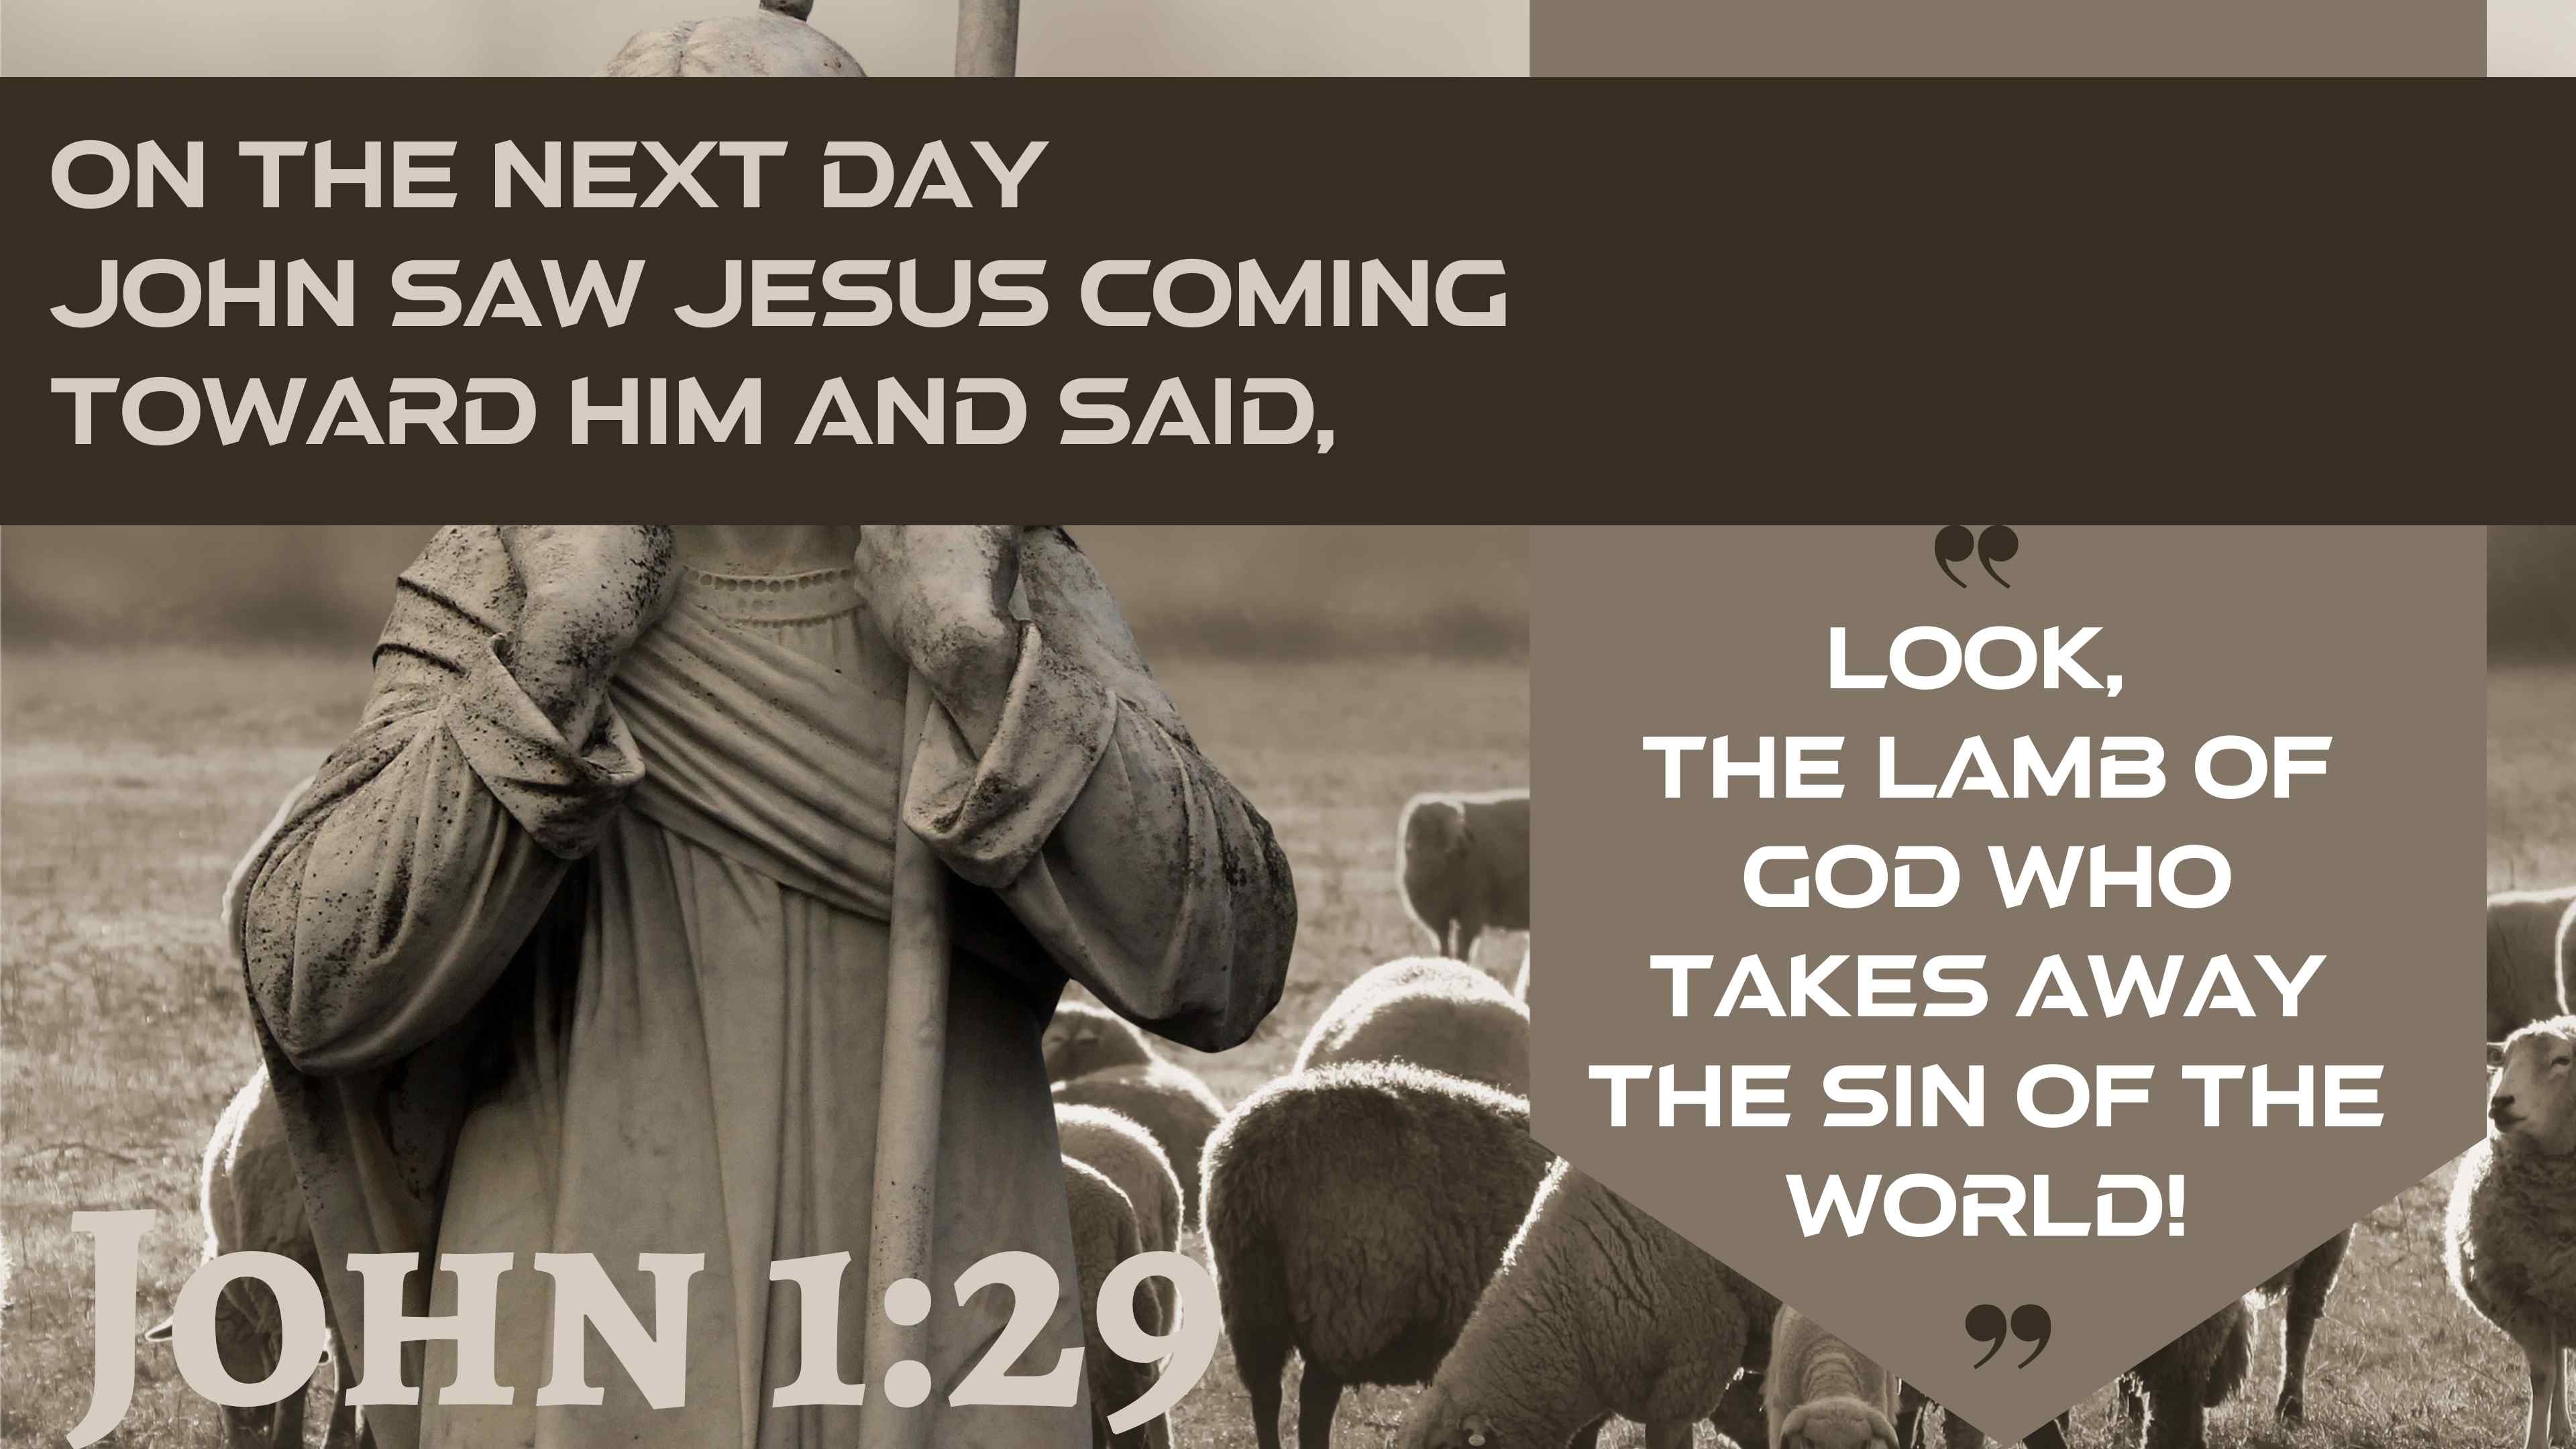 ON THE NEXT DAY
JOHN SAW JESUS COMING
TOWARD HIM AND SAID,
“
LOOK,
THE LAMB OF
GOD WHO
TAKES AWAY
THE SIN OF THE
WORLD!
”
JOHN 1:29